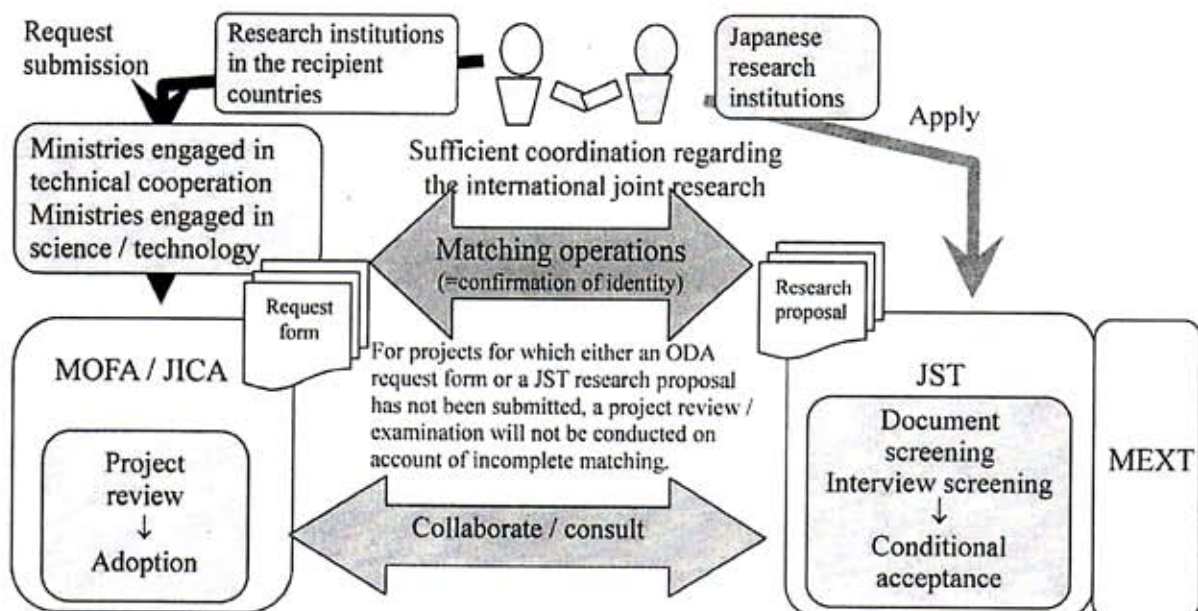 Request
submission
Research institutions
in the recipient
countries
Japanese
research
institutions
Apply
Ministries engaged in
technical cooperation
Ministries engaged in
science / technology
Sufficient coordination regarding
the international joint research
Matching operations
(=confirmation of identity)
Request
form
Research
proposal
MOFA / JICA
For projects for which either an ODA
request form or a JST research proposal
has not been submitted, a project review /
examination will not be conducted on
account of incomplete matching.
JST
MEXT
Project
review
↓
Adoption
Document
screening
Interview screening
↓
Conditional
acceptance
Collaborate / consult